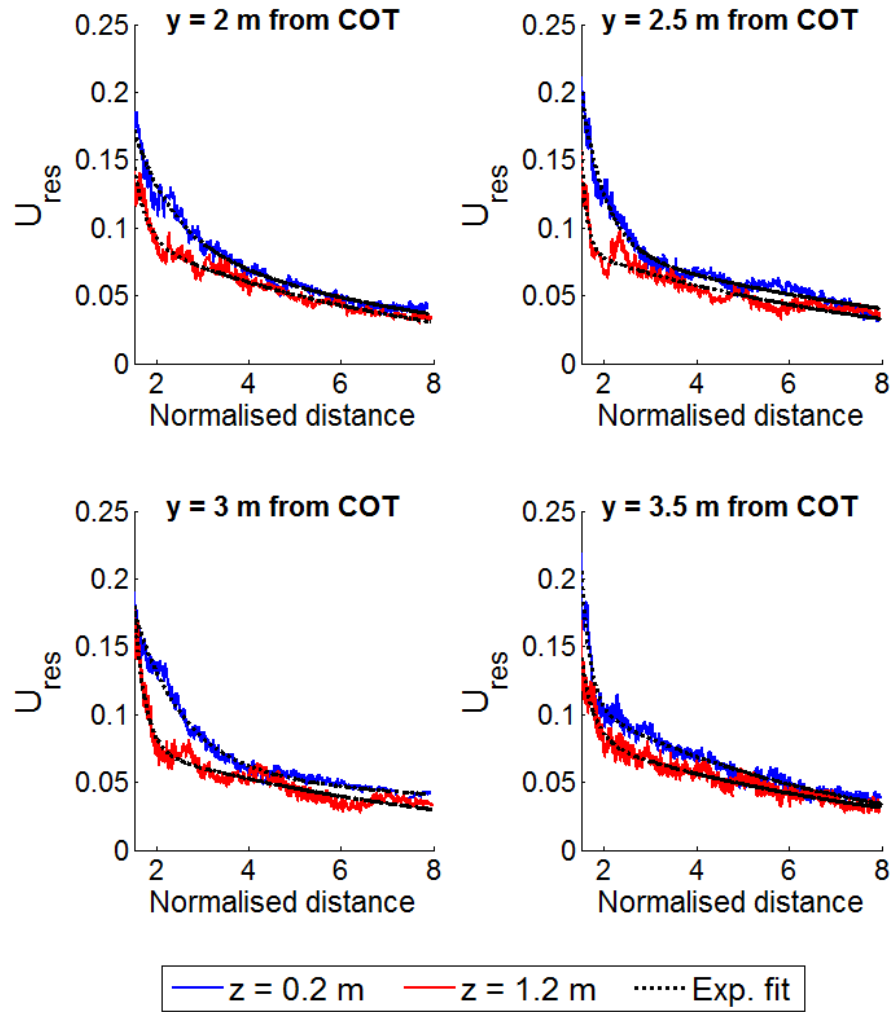 y = 2 m from COT
0.25
0.2
0.15
0.1
0.05
0
U_res
2 4 6 8
Normalised distance
y = 2.5 m from COT
0.25
0.2
0.15
0.1
0.05
0
U_res
2 4 6 8
Normalised distance
y = 3 m from COT
0.25
0.2
0.15
0.1
0.05
0
U_res
2 4 6 8
Normalised distance
y = 3.5 m from COT
0.25
0.2
0.15
0.1
0.05
0
U_res
2 4 6 8
Normalised distance
z = 0.2 m z = 1.2 m Exp. fit